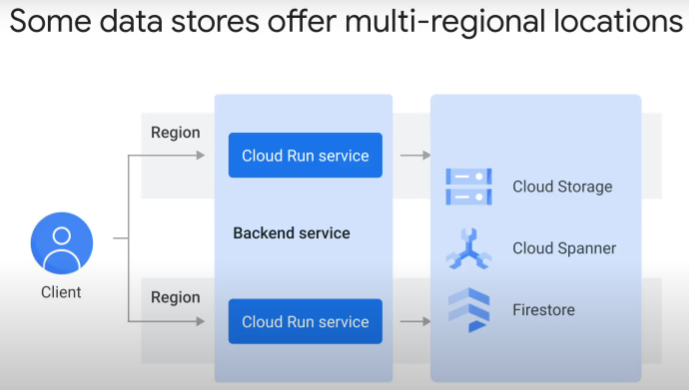 Some data stores offer multi-regional locations
Region
Cloud Run service
Cloud Storage
Backend service
Cloud Spanner
Client
Region
Firestore
Cloud Run service